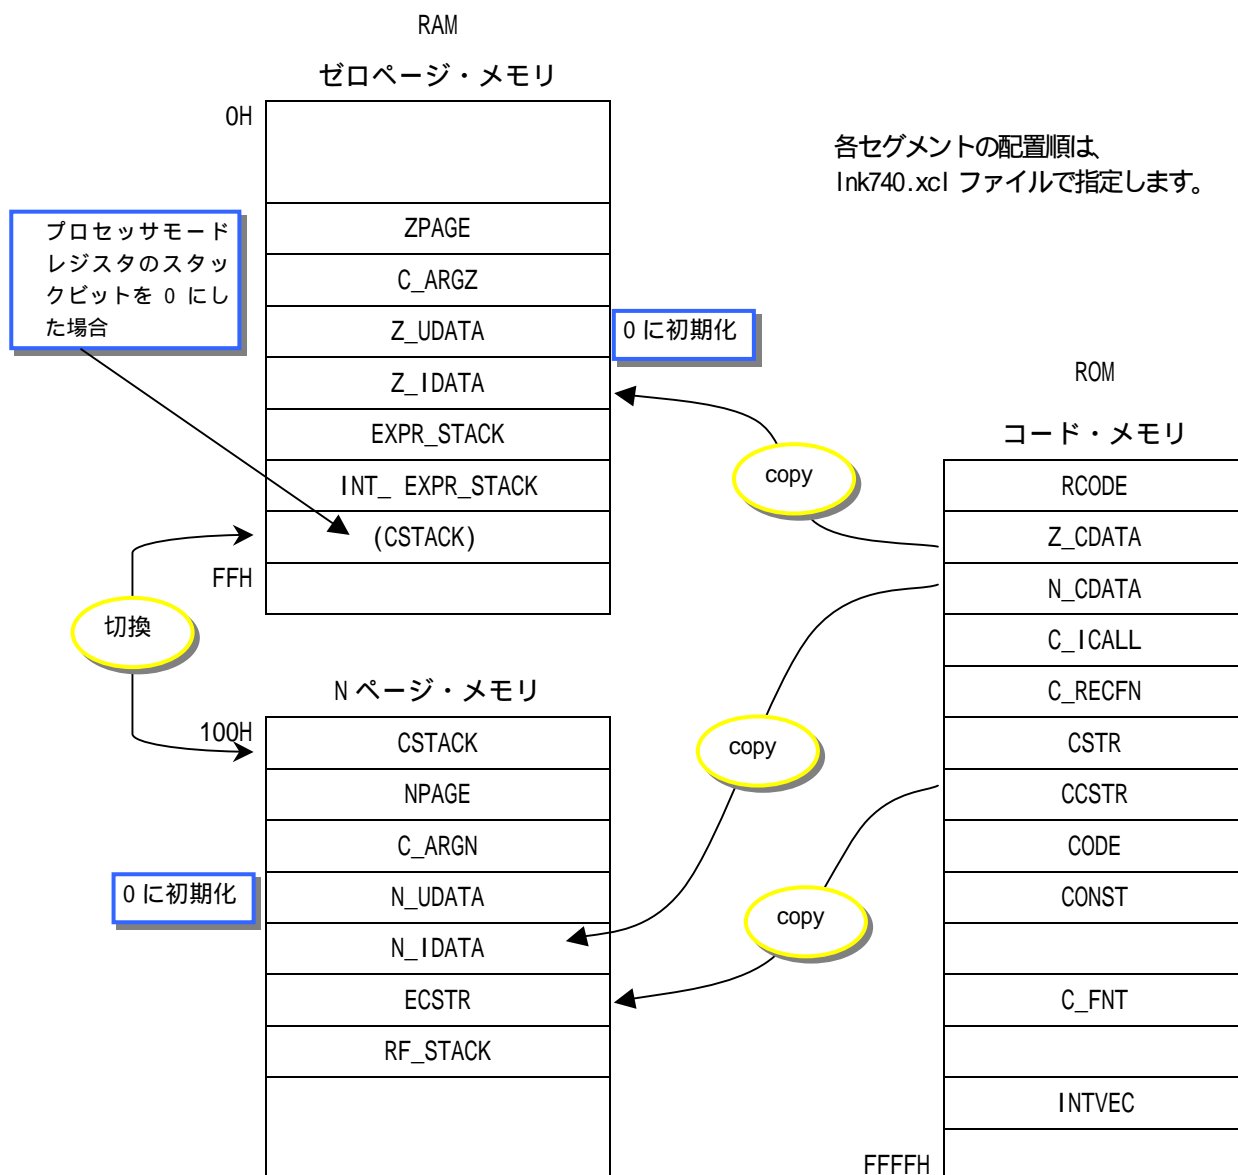 RAM
ゼロページ・メモリ
0H
各セグメントの配置順は、
lnk740.xcl ファイルで指定します。
プロセッサモード
レジスタのスタッ
クビットを 0 にし
た場合
ZPAGE
C_ARGZ
Z_UDATA
0 に初期化
Z_IDATA
EXPR_STACK
INT_ EXPR_STACK
(CSTACK)
FFH
切換
copy
ROM
コード・メモリ
RCODE
Z_CDATA
N_CDATA
C_ICALL
C_RECFN
CSTR
CCSTR
CODE
CONST
C_FNT
INTVEC
FFFFH
N ページ・メモリ
100H
CSTACK
NPAGE
C_ARGN
0 に初期化
N_UDATA
N_IDATA
ECSTR
RF_STACK
copy
copy